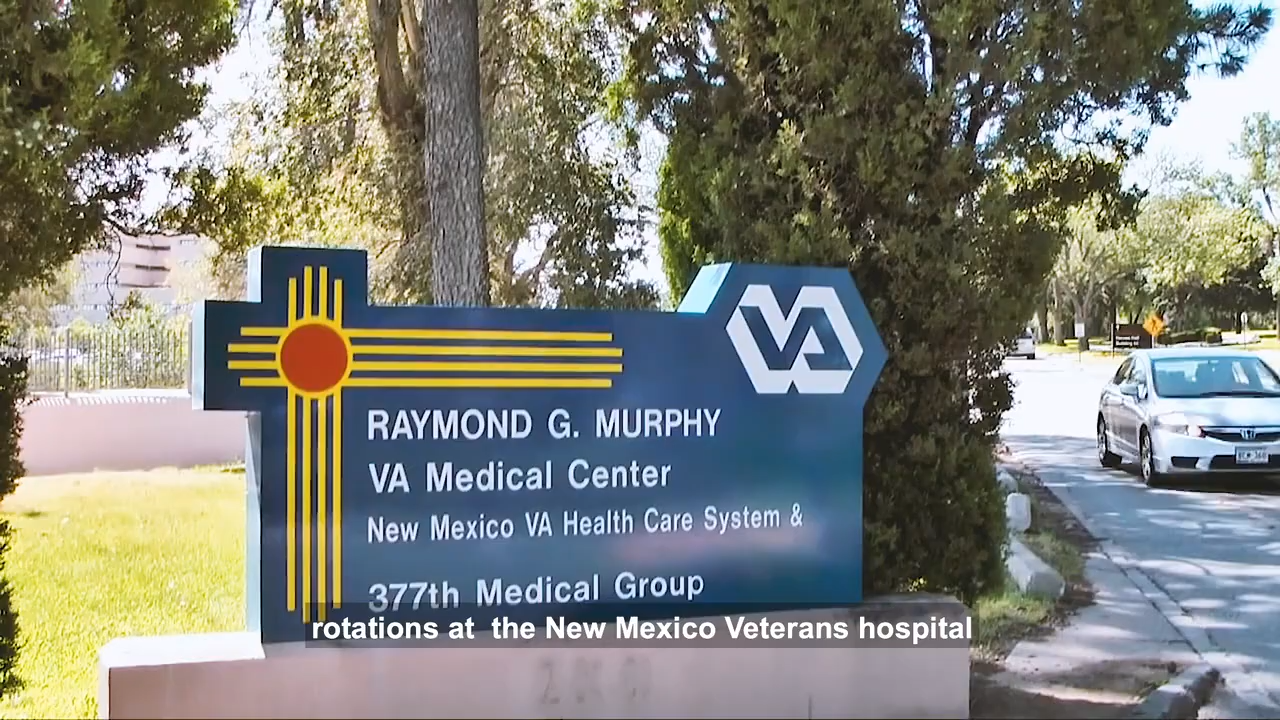 VA
RAYMOND G. MURPHY
VA Medical Center
New Mexico VA Health Care System &
377th Medical Group
rotations at  the New Mexico Veterans hospital